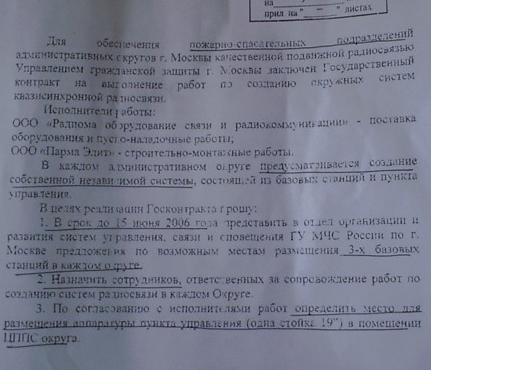 на
прил на " – " листах
Для обеспечения пожарно-спасательных подразделений
административных округов г. Москвы качественной подвижной радиосвязью
Управлением гражданской защиты г. Москвы заключен Государственный
контракт на выполнение работ по созданию окружных систем
квазисинхронной радиосвязи.
Исполнители работы:
ООО «Радиома оборудование связи и радиокоммуникации» - поставка
оборудования и пуско-наладочные работы;
ООО «Парма Элит» - строительно-монтажные работы.
В каждом административном округе предусматривается создание
собственной независимой системы, состоящей из базовых станций и пункта
управления.
В целях реализации Госконтракта прошу:
1. В срок до 15 июня 2006 года представить в отдел организации и
развития систем управления, связи и оповещения ГУ МЧС России по г.
Москве предложения по возможным местам размещения 3-х базовых
станций в каждом округе.
2. Назначить сотрудников, ответственных за сопровождение работ по
созданию систем радиосвязи в каждом Округе.
3. По согласованию с исполнителями работ определить место для
размещения аппаратуры пункта управления (одна стойка 19") в помещении
ЦППС округа.